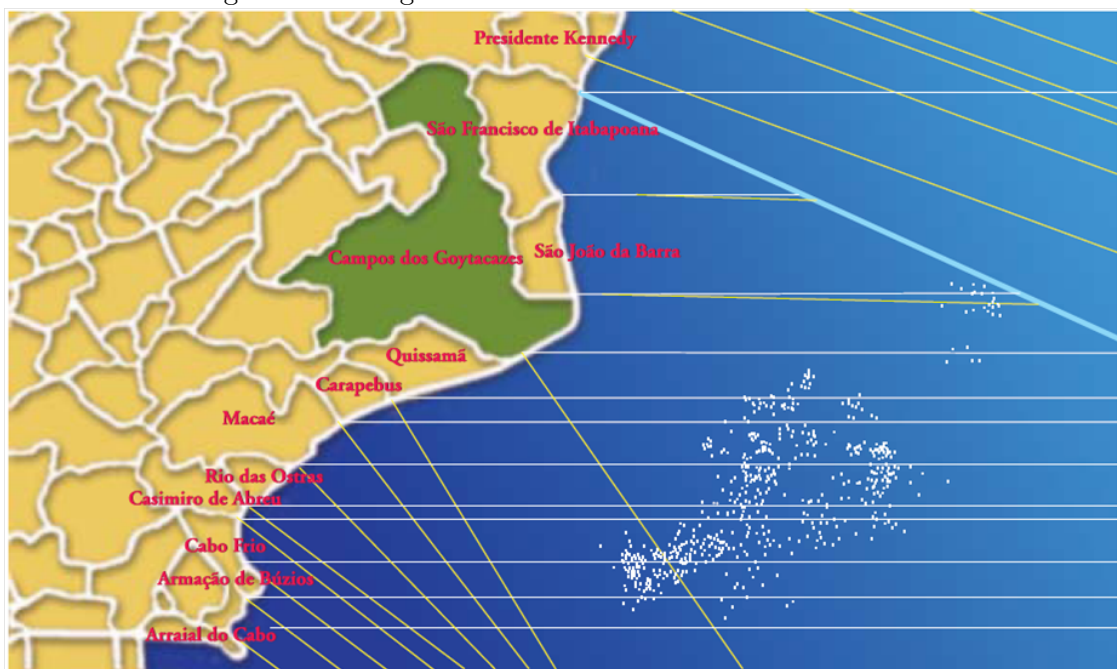 Presidente Kennedy
São Francisco de Itabapoana
São João da Barra
Campos dos Goytacazes
Quissamã
Carapebus
Macaé
Rio das Ostras
Casimiro de Abreu
Cabo Frio
Armação de Búzios
Arraial do Cabo